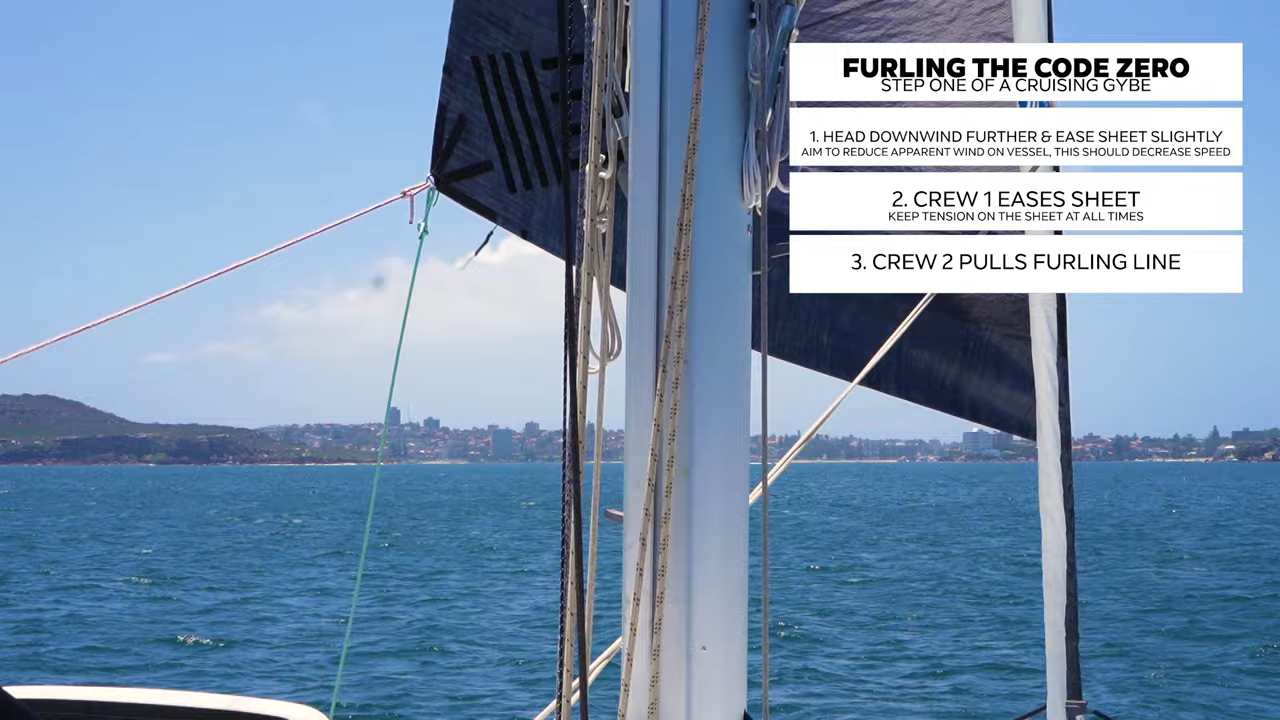 FURLING THE CODE ZERO
STEP ONE OF A CRUISING GYBE
1. HEAD DOWNWIND FURTHER & EASE SHEET SLIGHTLY
AIM TO REDUCE APPARENT WIND ON VESSEL, THIS SHOULD DECREASE SPEED
2. CREW 1 EASES SHEET
KEEP TENSION ON THE SHEET AT ALL TIMES
3. CREW 2 PULLS FURLING LINE